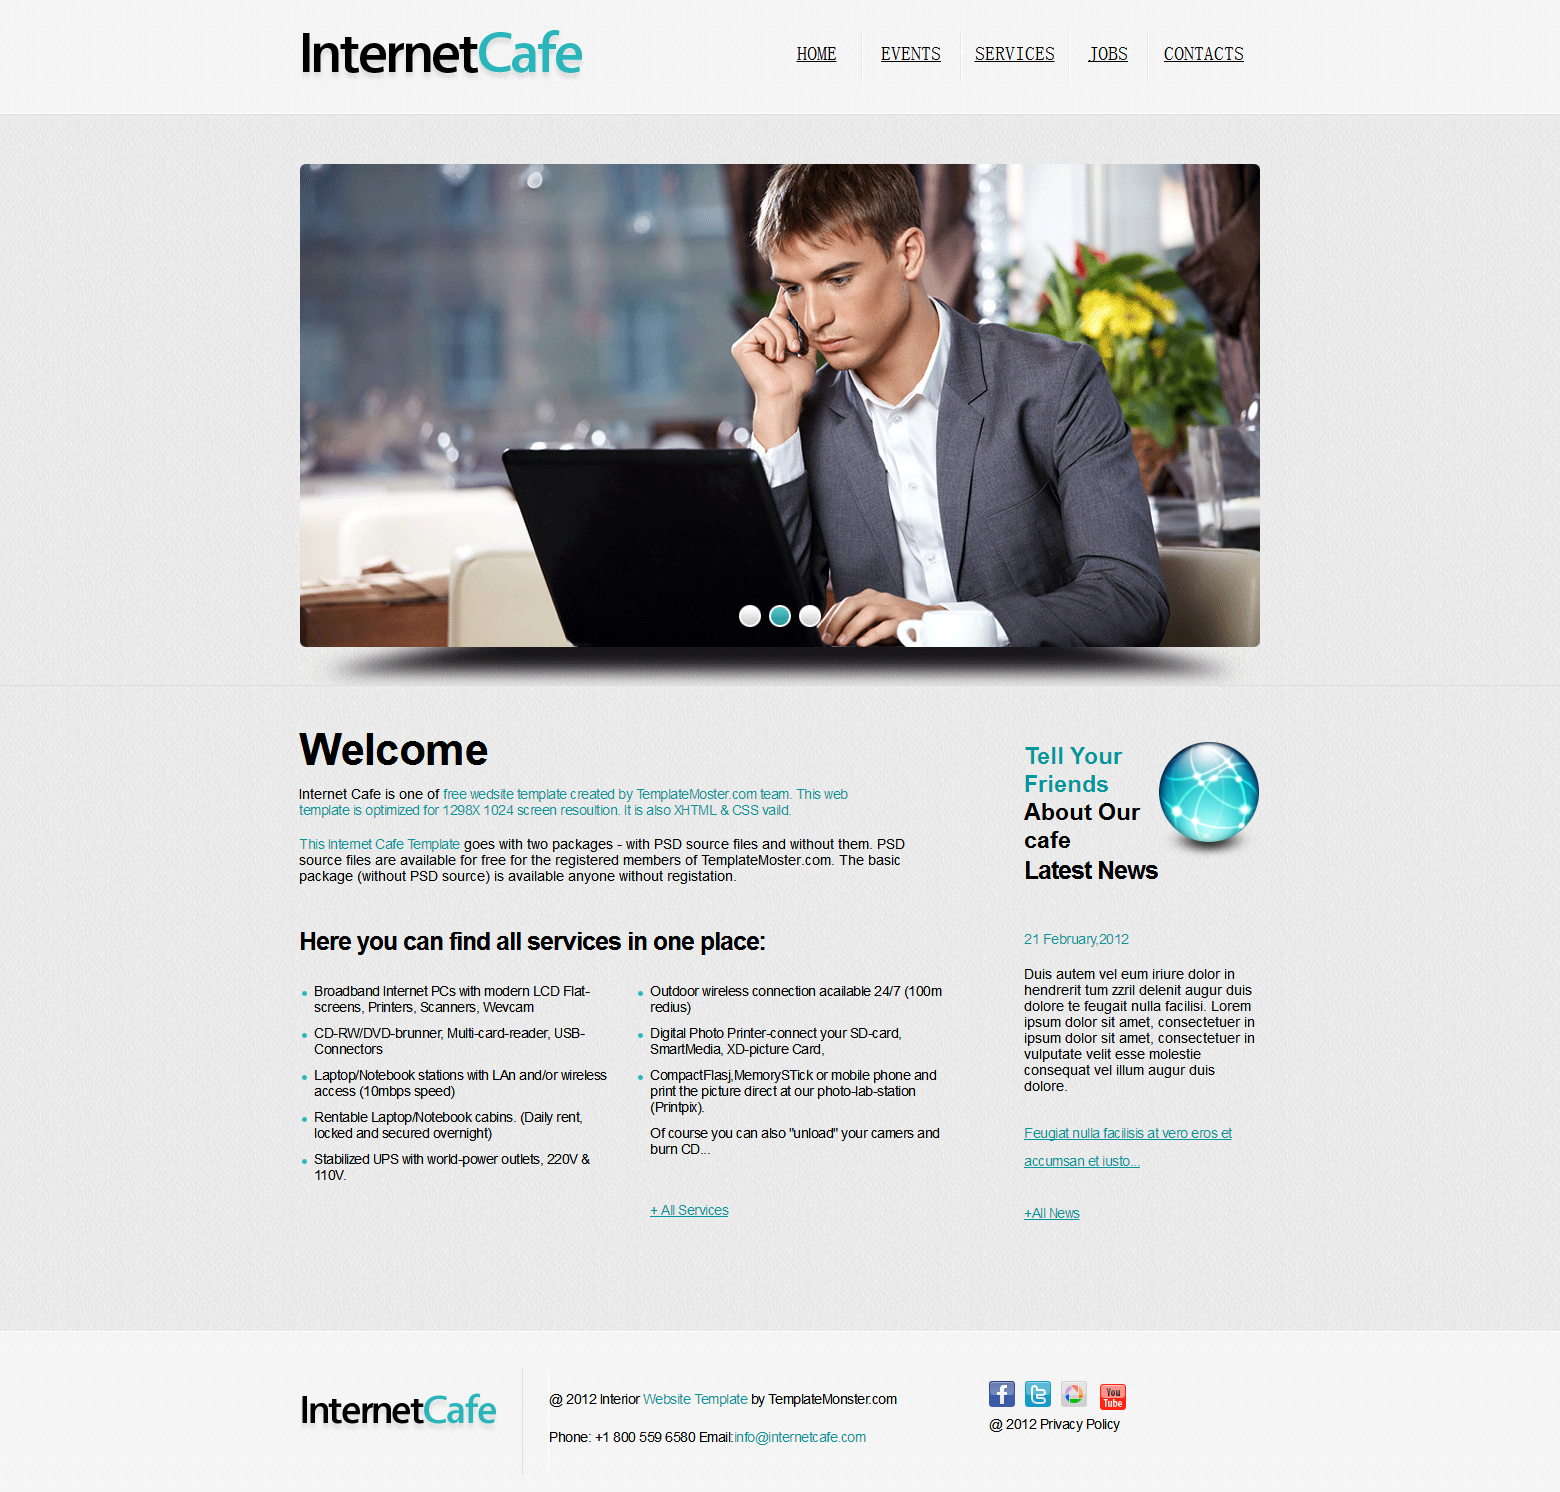 InternetCafe
HOME EVENTS SERVICES JOBS CONTACTS
Welcome
Internet Cafe is one of free wedsite template created by TemplateMoster.com team. This web
template is optimized for 1298X 1024 screen resoultion. It is also XHTML & CSS vaild.
This Internet Cafe Template goes with two packages - with PSD source files and without them. PSD
source files are available for free for the registered members of TemplateMoster.com. The basic
package (without PSD source) is available anyone without registation.
Here you can find all services in one place:
Broadband Internet PCs with modern LCD Flat-
screens, Printers, Scanners, Wevcam
CD-RW/DVD-brunner, Multi-card-reader, USB-
Connectors
Laptop/Notebook stations with LAn and/or wireless
access (10mbps speed)
Rentable Laptop/Notebook cabins. (Daily rent,
locked and secured overnight)
Stabilized UPS with world-power outlets, 220V &
110V.
Outdoor wireless connection acailable 24/7 (100m
redius)
Digital Photo Printer-connect your SD-card,
SmartMedia, XD-picture Card,
CompactFlasj,MemorySTick or mobile phone and
print the picture direct at our photo-lab-station
(Printpix).
Of course you can also "unload" your camers and
burn CD...
+ All Services
Tell Your
Friends
About Our
cafe
Latest News
21 February,2012
Duis autem vel eum iriure dolor in
hendrerit tum zzril delenit augur duis
dolore te feugait nulla facilisi. Lorem
ipsum dolor sit amet, consectetuer in
ipsum dolor sit amet, consectetuer in
vulputate velit esse molestie
consequat vel illum augur duis
dolore.
Feugiat nulla facilisis at vero eros et
accumsan et iusto...
+All News
InternetCafe
@ 2012 Interior Website Template by TemplateMonster.com
Phone: +1 800 559 6580 Email:info@internetcafe.com
You
Tube
@ 2012 Privacy Policy